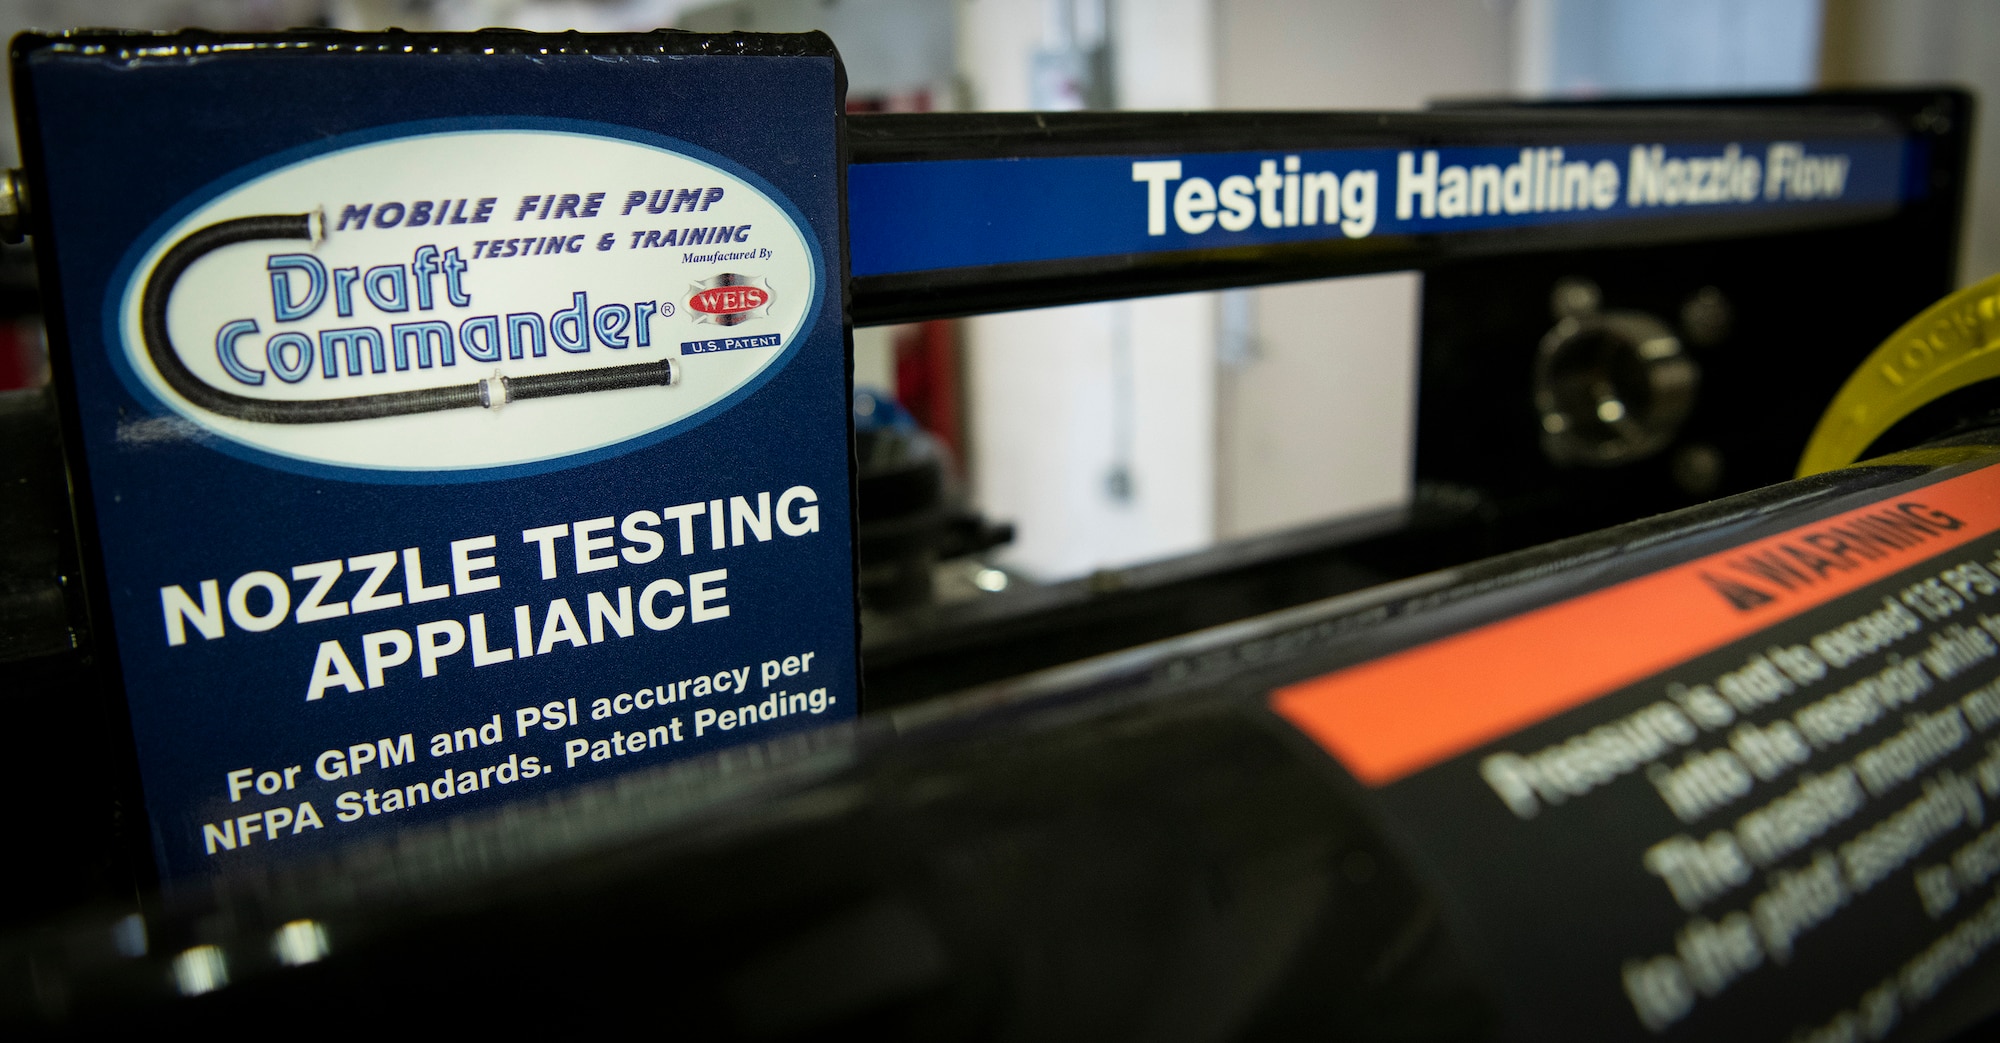 MOBILE FIRE PUMP
TESTING & TRAINING
Manufactured By
Draft
Commander®
WEIS
U.S. PATENT
NOZZLE TESTING
APPLIANCE
For GPM and PSI accuracy per
NFPA Standards. Patent Pending.
Testing Handline Nozzle Flow
LOCK
WARNING
Pressure is not to exceed 135 PSI
into the reservoir while
The master monitor
to the pitot assembly